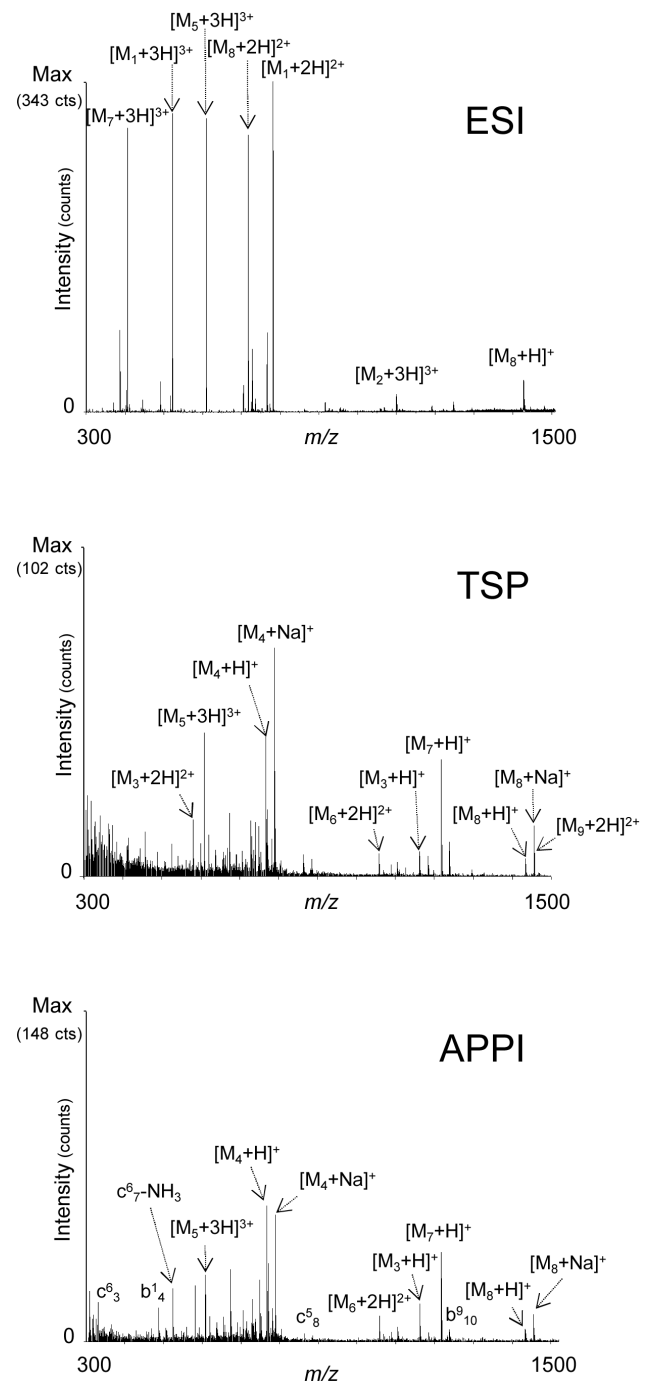 [M₅+3H]³⁺
[M₁+3H]³⁺ [M₈+2H]²⁺
Max [M₁+2H]²⁺
(343 cts)
[M₇+3H]³⁺
ESI
Intensity (counts)
[M₂+3H]³⁺ [M₈+H]⁺
0
300 m/z 1500
Max
(102 cts)
TSP
[M₄+Na]⁺
[M₄+H]⁺
Intensity (counts)
[M₅+3H]³⁺
[M₇+H]⁺
[M₃+2H]²⁺ [M₃+H]⁺ [M₈+Na]⁺
[M₆+2H]²⁺ [M₈+H]⁺ [M₉+2H]²⁺
0
300 m/z 1500
Max
(148 cts)
APPI
Intensity (counts)
[M₄+H]⁺
c⁶₇-NH₃ [M₄+Na]⁺
[M₅+3H]³⁺ [M₇+H]⁺
[M₃+H]⁺ [M₈+Na]⁺
c⁶₃ b¹₄ [M₆+2H]²⁺ [M₈+H]⁺
c⁵₈ b⁹₁₀
0
300 m/z 1500